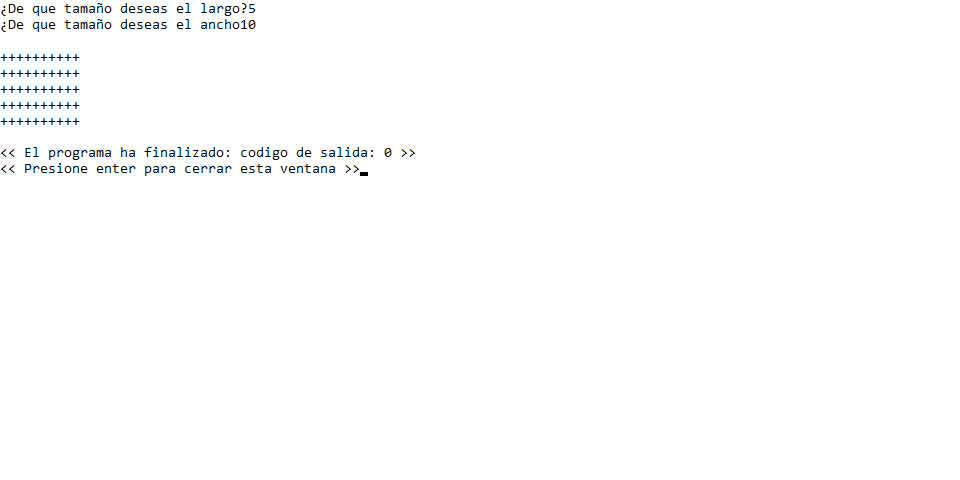 ¿De que tamaño deseas el largo?5
¿De que tamaño deseas el ancho10
++++++++++
++++++++++
++++++++++
++++++++++
++++++++++
<< El programa ha finalizado: codigo de salida: 0 >>
<< Presione enter para cerrar esta ventana >>